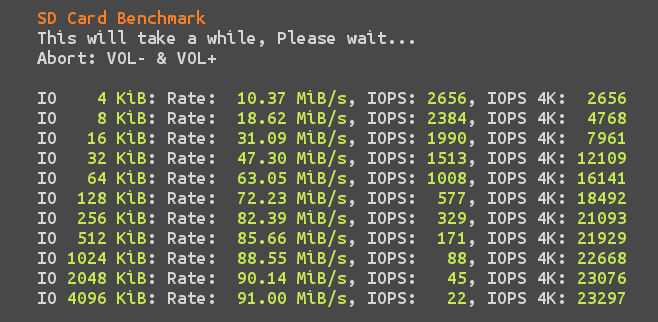 SD Card Benchmark
This will take a while, Please wait...
Abort: VOL- & VOL+
IO    4 KiB: Rate:  10.37 MiB/s, IOPS: 2656, IOPS 4K:  2656
IO    8 KiB: Rate:  18.62 MiB/s, IOPS: 2384, IOPS 4K:  4768
IO   16 KiB: Rate:  31.09 MiB/s, IOPS: 1990, IOPS 4K:  7961
IO   32 KiB: Rate:  47.30 MiB/s, IOPS: 1513, IOPS 4K: 12109
IO   64 KiB: Rate:  63.05 MiB/s, IOPS: 1008, IOPS 4K: 16141
IO  128 KiB: Rate:  72.23 MiB/s, IOPS:  577, IOPS 4K: 18492
IO  256 KiB: Rate:  82.39 MiB/s, IOPS:  329, IOPS 4K: 21093
IO  512 KiB: Rate:  85.66 MiB/s, IOPS:  171, IOPS 4K: 21929
IO 1024 KiB: Rate:  88.55 MiB/s, IOPS:   88, IOPS 4K: 22668
IO 2048 KiB: Rate:  90.14 MiB/s, IOPS:   45, IOPS 4K: 23076
IO 4096 KiB: Rate:  91.00 MiB/s, IOPS:   22, IOPS 4K: 23297